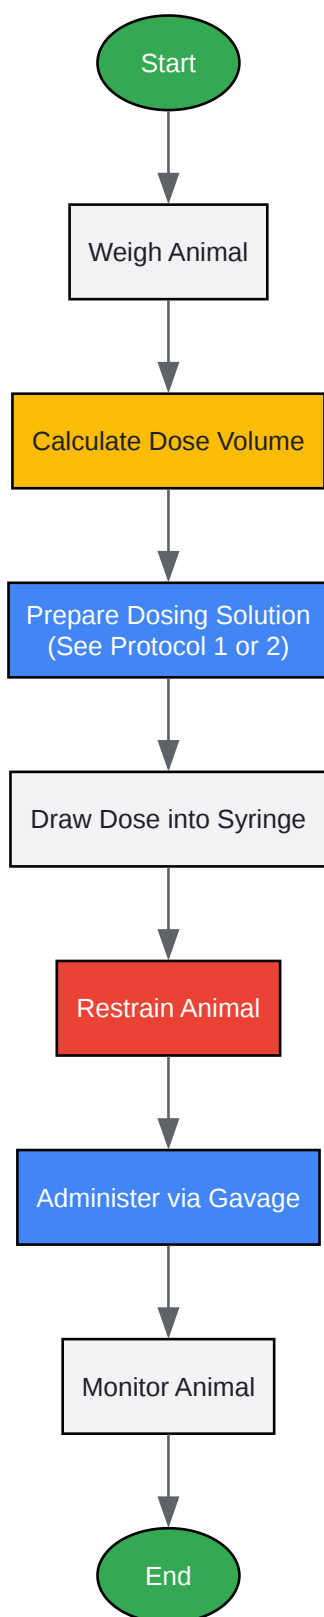 Start
Weigh Animal
Calculate Dose Volume
Prepare Dosing Solution
(See Protocol 1 or 2)
Draw Dose into Syringe
Restrain Animal
Administer via Gavage
Monitor Animal
End